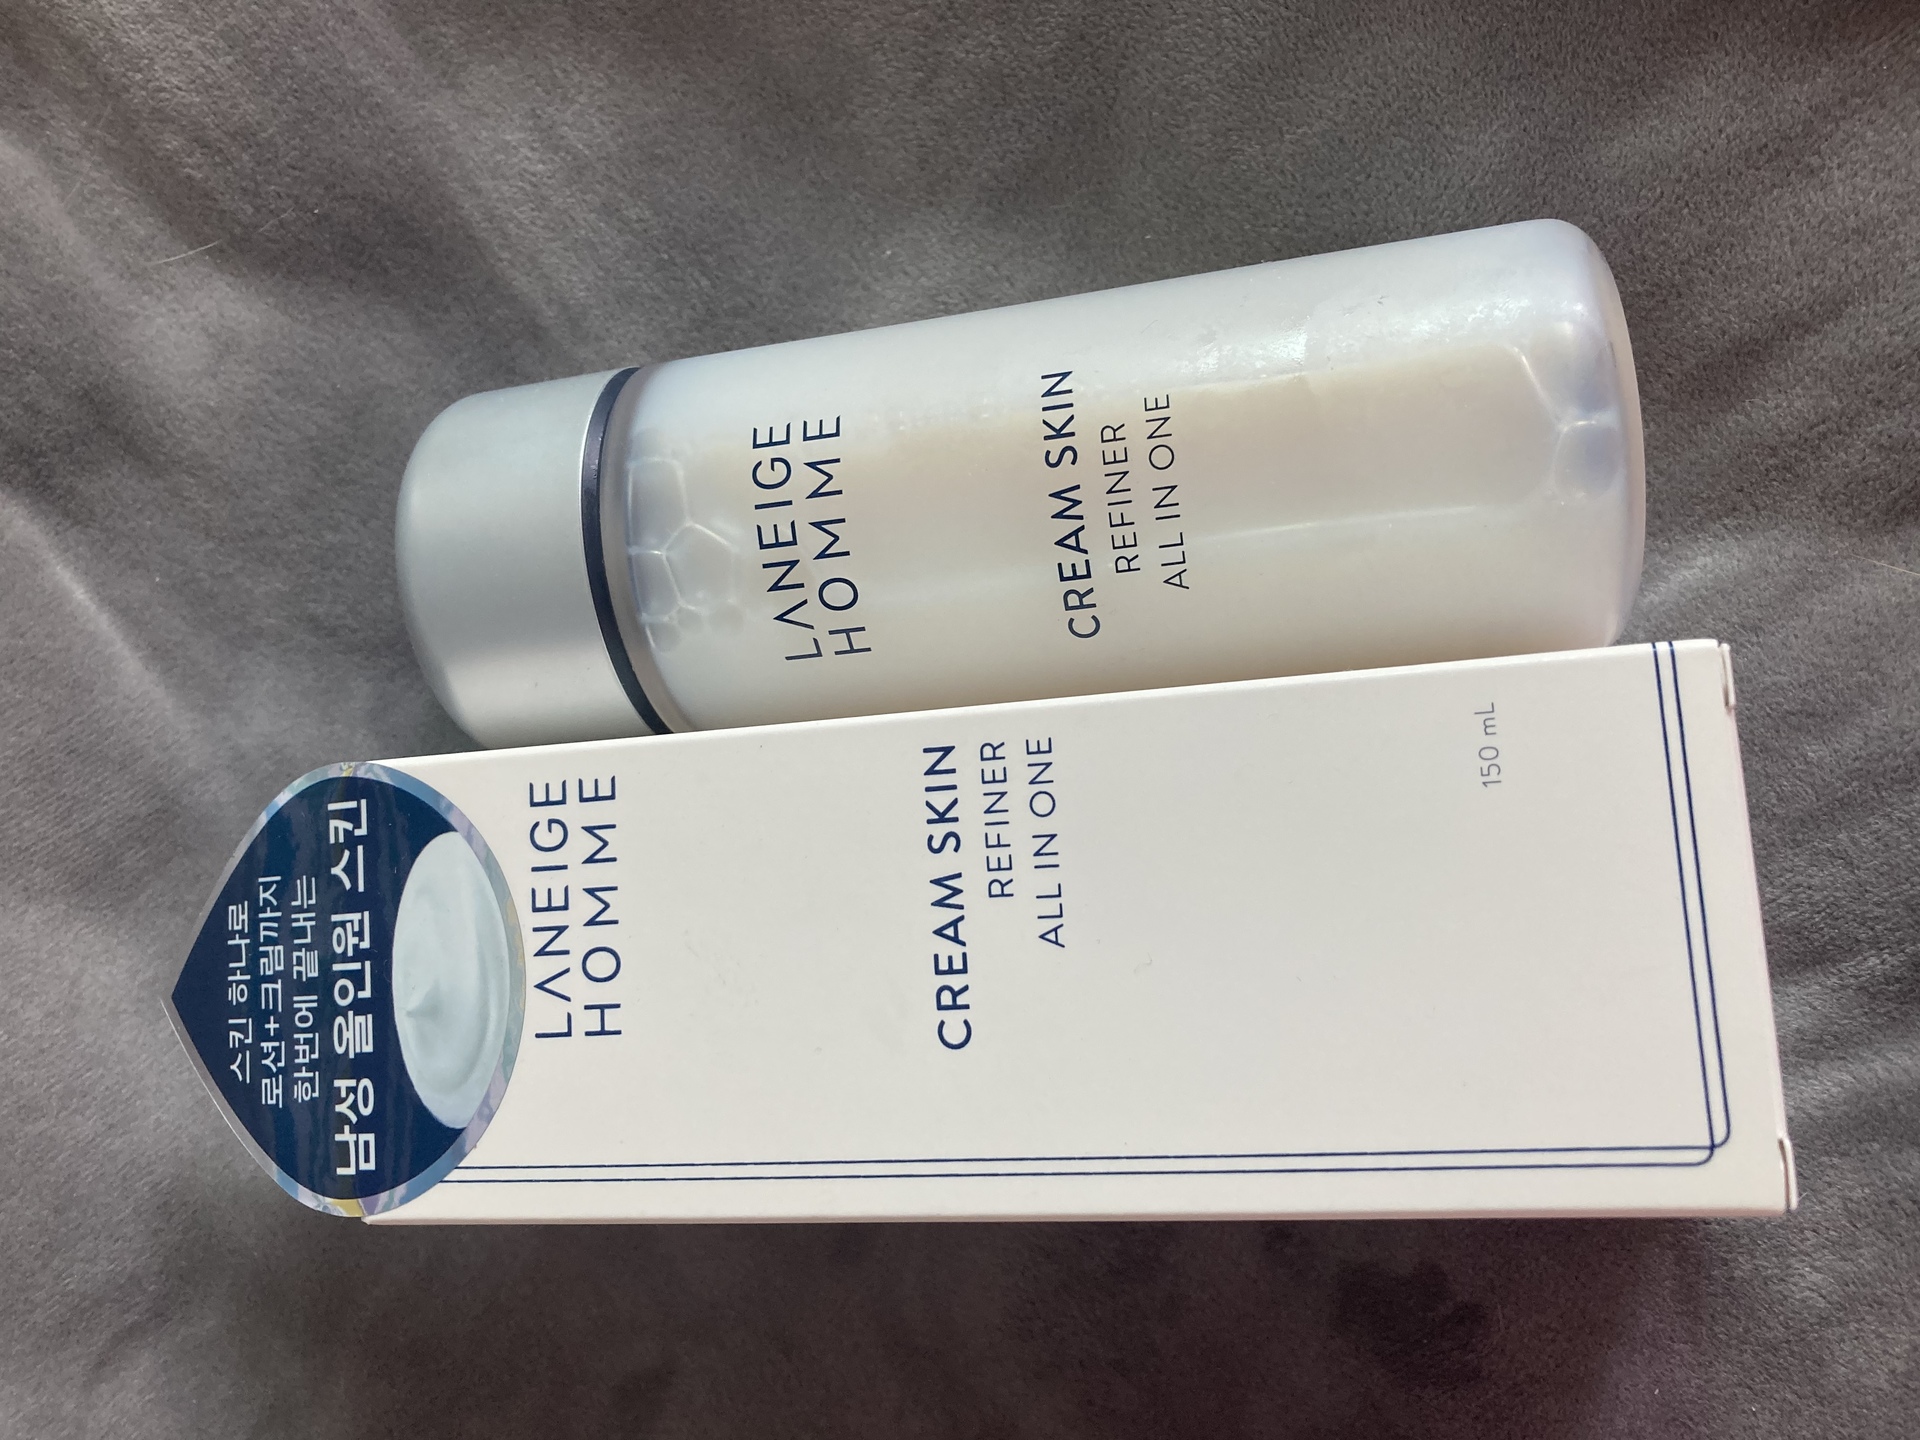 LANEIGE
HOMME
CREAM SKIN
REFINER
ALL IN ONE
스킨 하나로
로션+크림까지
한번에 끝내는
남성 올인원 스킨
LANEIGE
HOMME
CREAM SKIN
REFINER
ALL IN ONE
150 mL